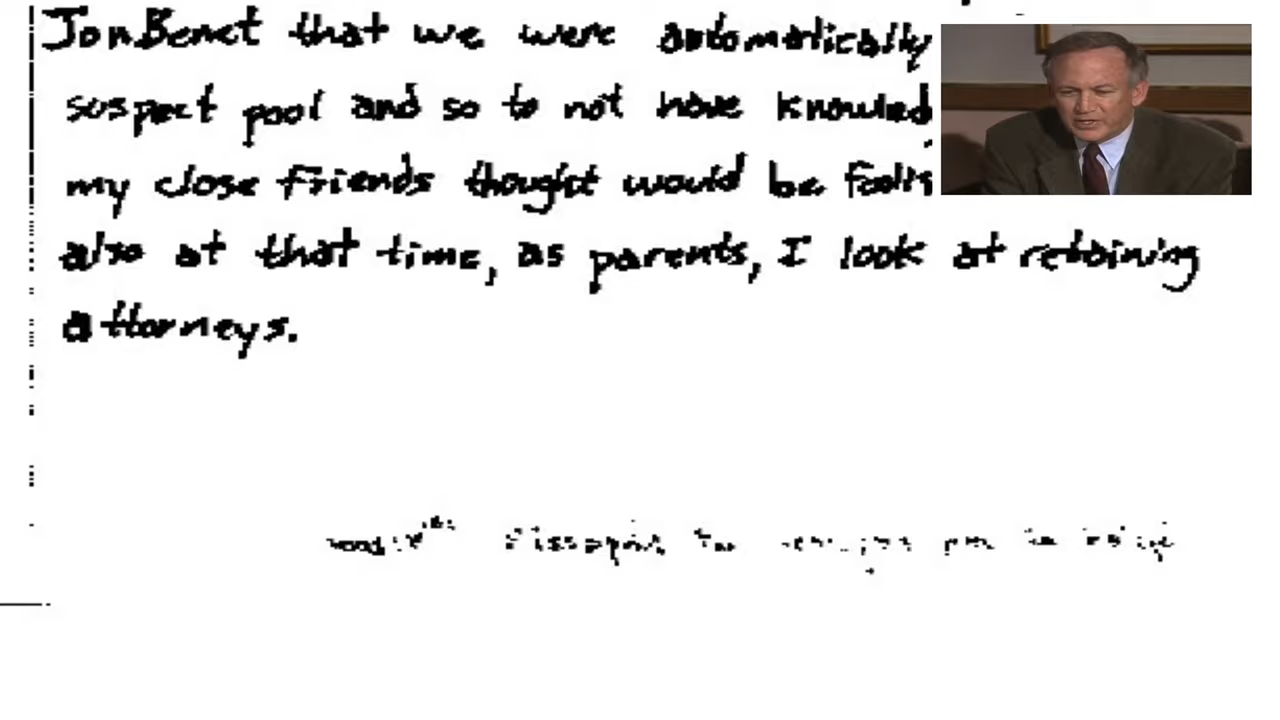 JonBenet that we were automatically
suspect pool and so to not have knowled
my close friends thought would be foolis
also at that time, as parents, I look at retaining
attorneys.